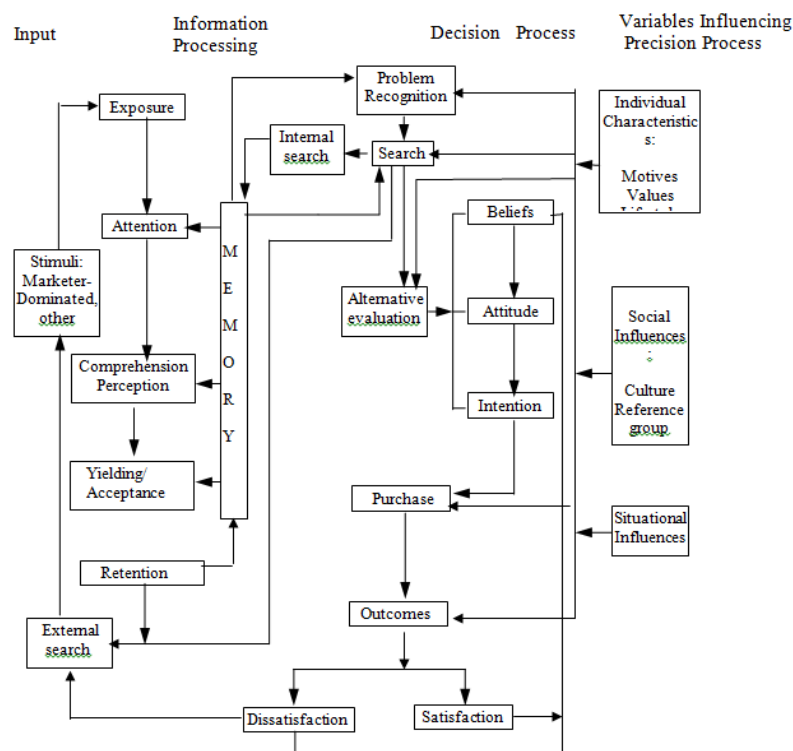 Input
Information
Processing
Decision Process
Variables Influencing
Precision Process
Exposure
Attention
Stimuli:
Marketer-
Dominated,
other
Comprehension
Perception
Yielding/
Acceptance
Retention
External
search
Internal
search
M
E
M
O
R
Y
Problem
Recognition
Search
Alternative
evaluation
Beliefs
Attitude
Intention
Purchase
Outcomes
Dissatisfaction
Satisfaction
Individual
Characteristic
s:
Motives
Values
Social
Influences
:
Culture
Reference
group
Situational
Influences